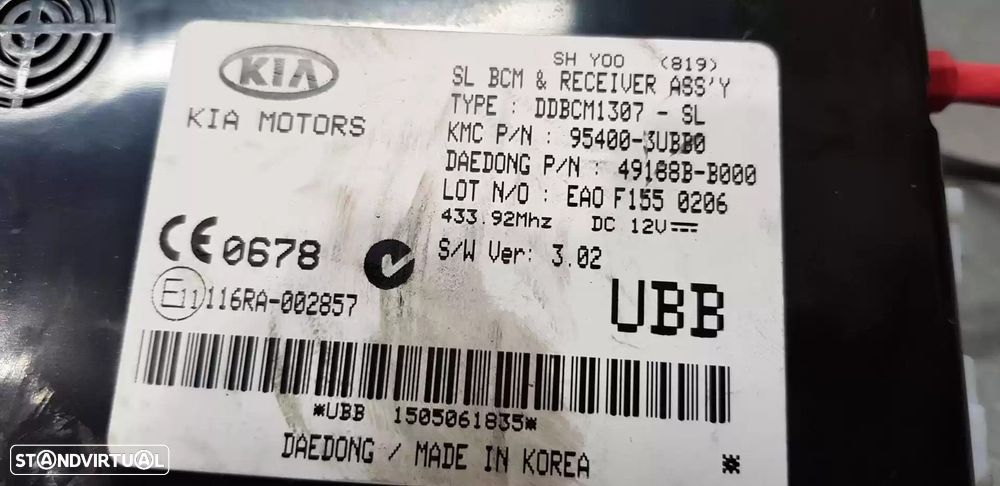 KIA
KIA MOTORS
SH YOO (819)
SL BCM & RECEIVER ASS'Y
TYPE : DDBCM1307 - SL
KMC P/N : 95400-3UBB0
DAEDONG P/N : 49188B-B000
LOT N/O : EAO F155 0206
433.92Mhz DC 12V
S/W Ver: 3.02
CE 0678
E11 116RA-002857
UBB
*UBB 1505061835*
DAEDONG / MADE IN KOREA *
STANDVIRTUAL